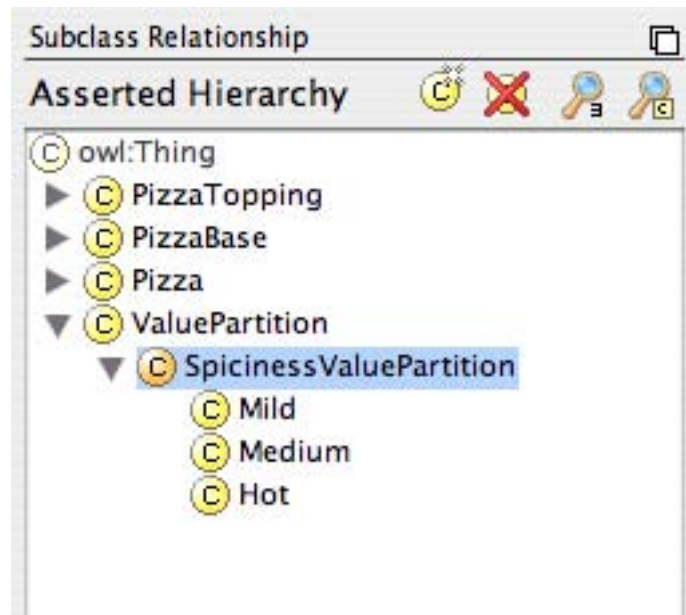 Subclass Relationship
Asserted Hierarchy
C owl:Thing
C PizzaTopping
C PizzaBase
C Pizza
C ValuePartition
C SpicinessValuePartition
C Mild
C Medium
C Hot